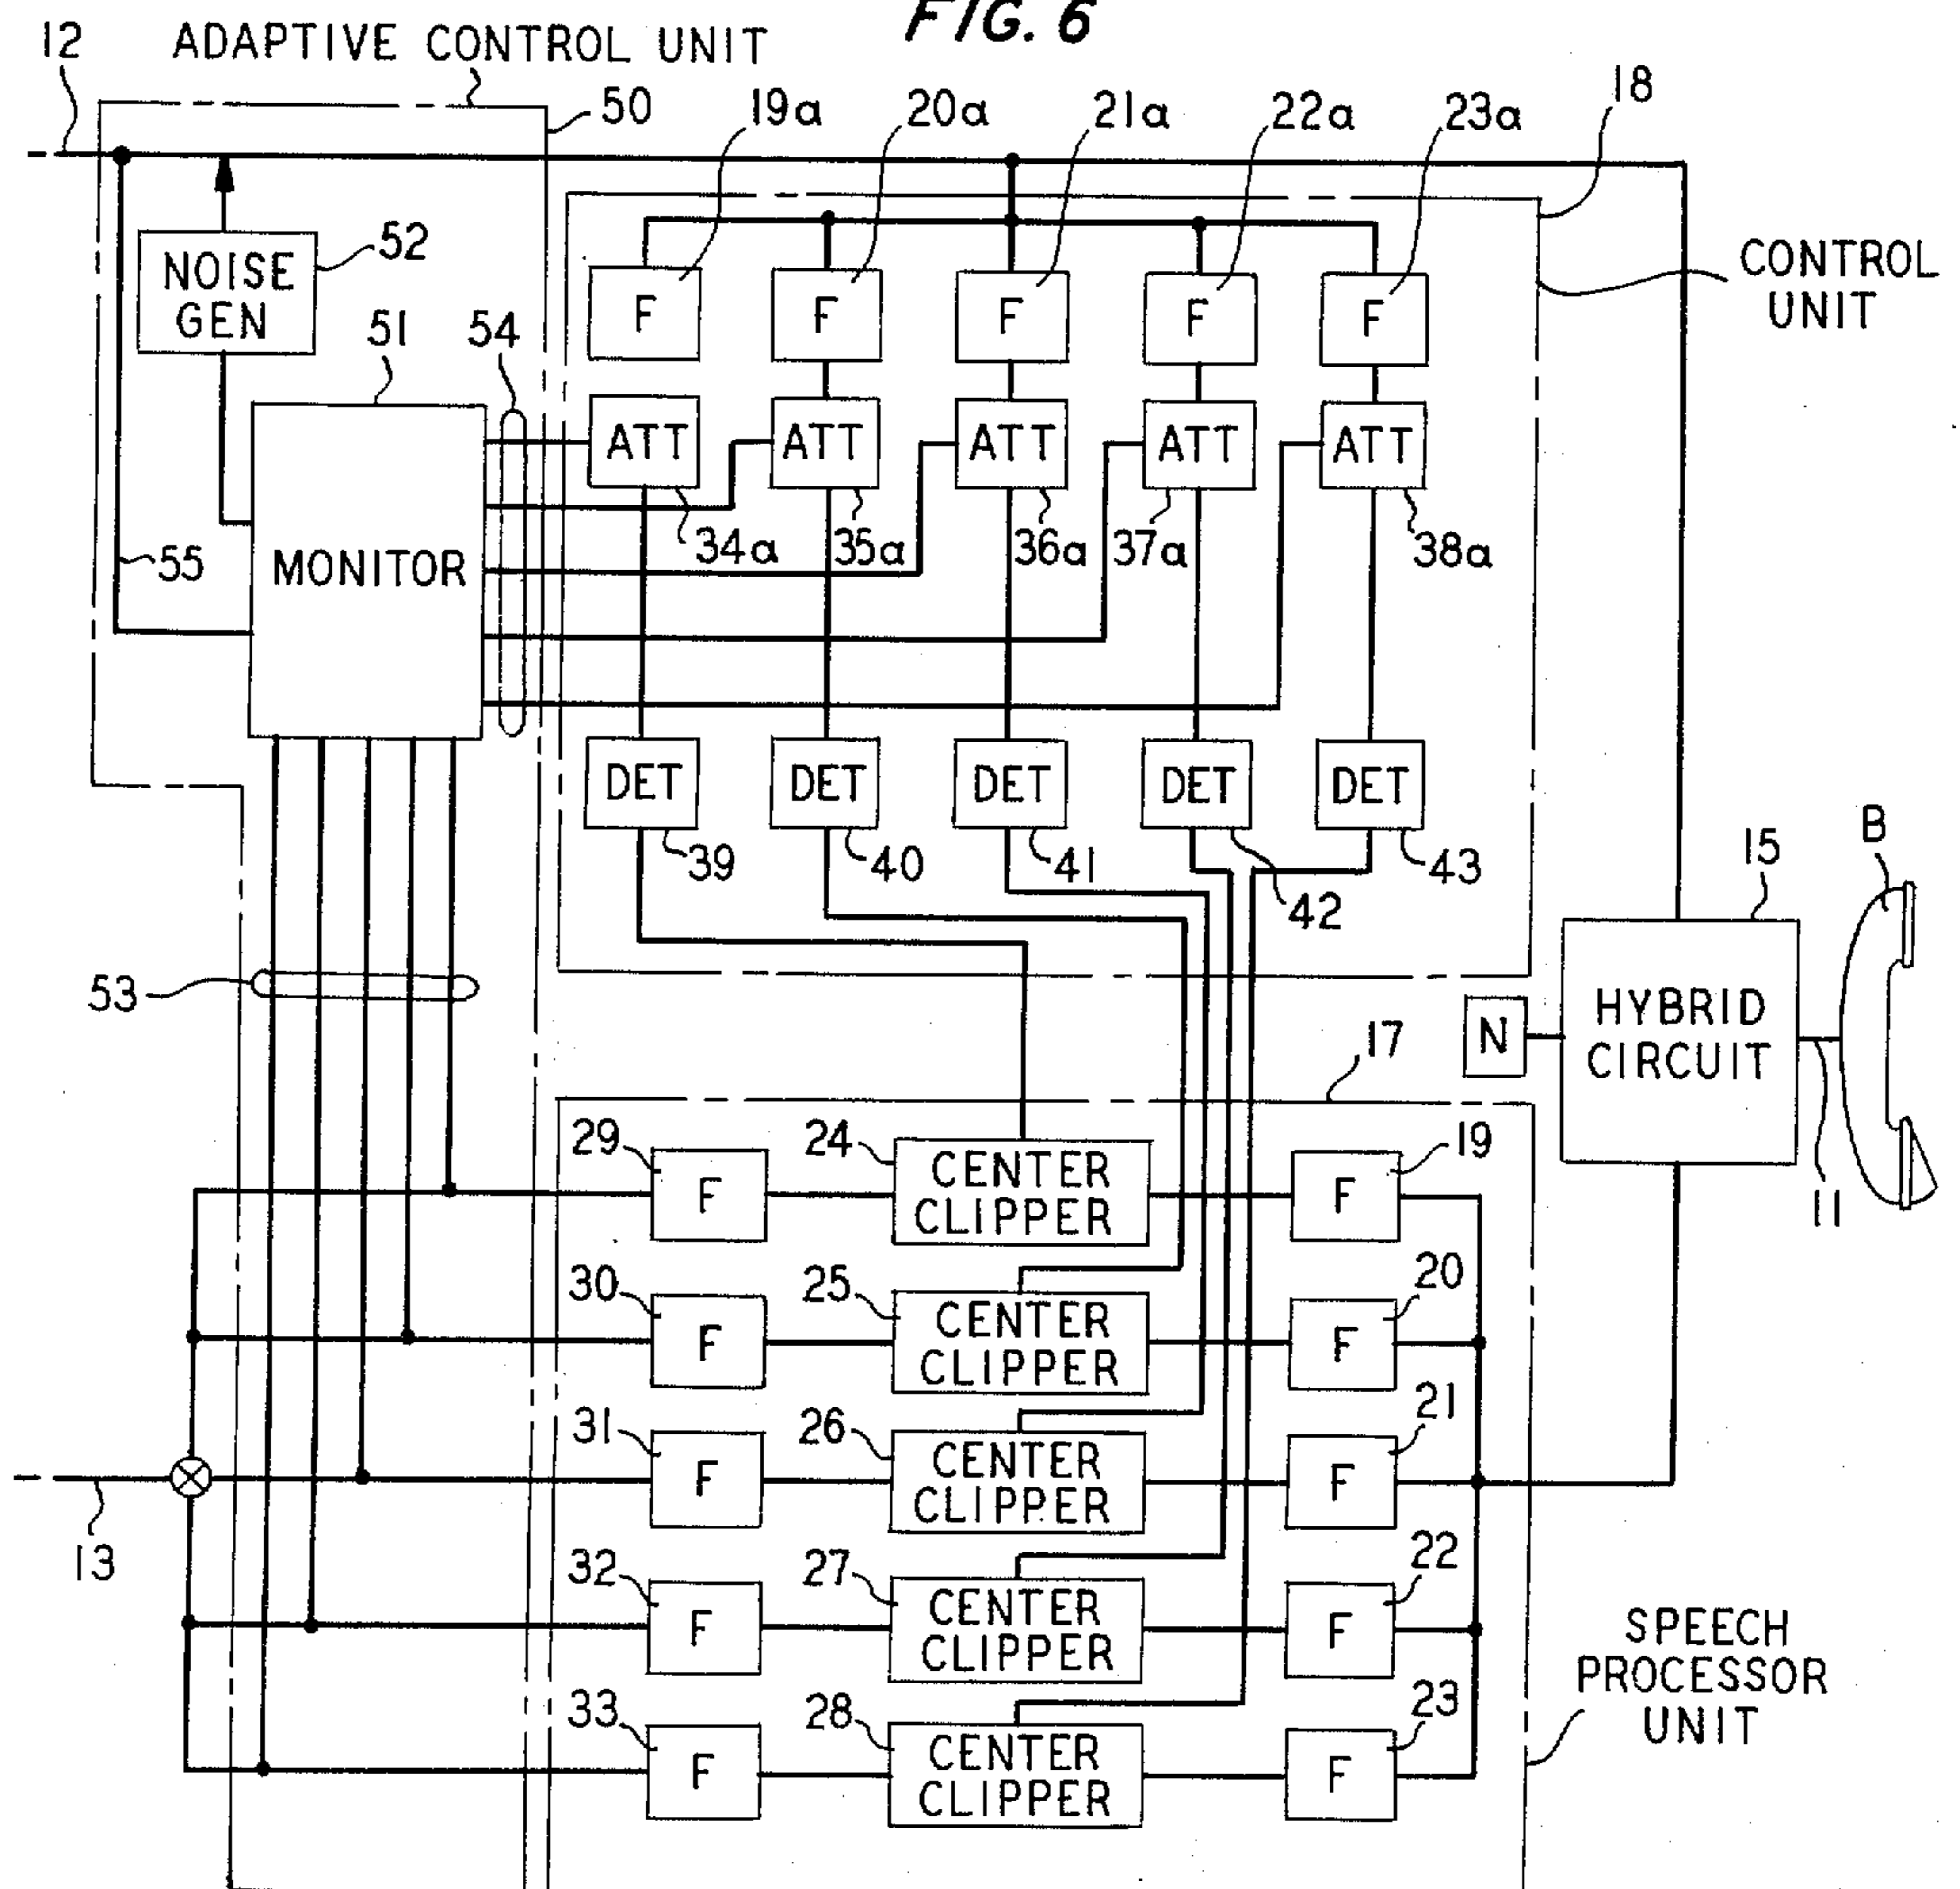 FIG. 6
12 ADAPTIVE CONTROL UNIT
50 19a 20a 21a 22a 23a 18
NOISE GEN
52
F F F F F
CONTROL UNIT
51 54
ATT ATT ATT ATT ATT
34a 35a 36a 37a 38a
55
MONITOR
DET DET DET DET DET
39 40 41 42 43
15 B
53
N
HYBRID CIRCUIT
11
17
29 F 24 CENTER CLIPPER 19 F
30 F 25 CENTER CLIPPER 20 F
31 F 26 CENTER CLIPPER 21 F
13
32 F 27 CENTER CLIPPER 22 F
33 F 28 CENTER CLIPPER 23 F
SPEECH PROCESSOR UNIT